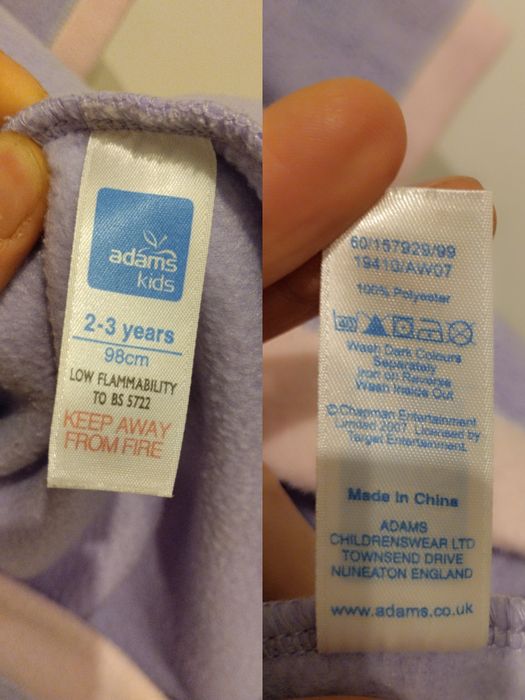 adams
kids
2-3 years
98cm
LOW FLAMMABILITY
TO BS 5722
KEEP AWAY
FROM FIRE
60/157929/99
19410/AW07
100% Polyester
40
Wash Dark Colours
Separately
Iron on Reverse
Wash Inside Out
©Chapman Entertainment
Limited 2007. Licensed by
Target Entertainment.
Made in China
ADAMS
CHILDRENSWEAR LTD
TOWNSEND DRIVE
NUNEATON ENGLAND
www.adams.co.uk